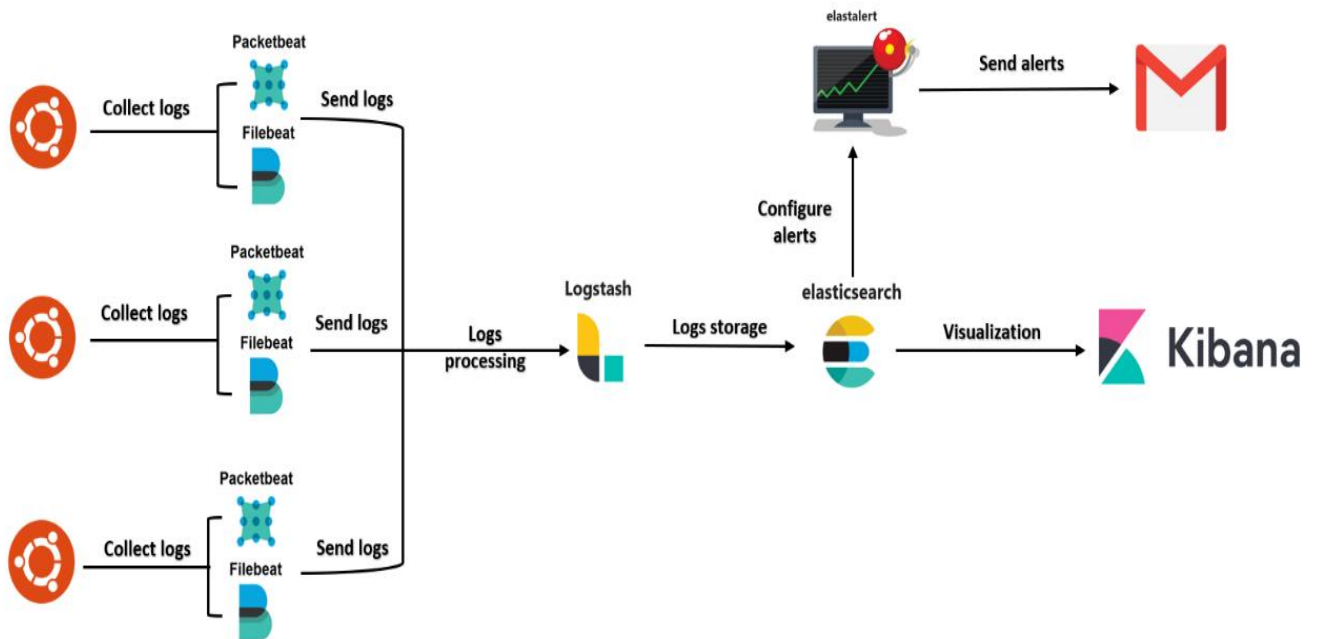 elastalert
Packetbeat
Send alerts
Collect logs
Send logs
Filebeat
Configure
alerts
Packetbeat
Logstash
elasticsearch
Collect logs
Send logs
Filebeat
Logs
processing
Logs storage
Visualization
Kibana
Packetbeat
Collect logs
Send logs
Filebeat